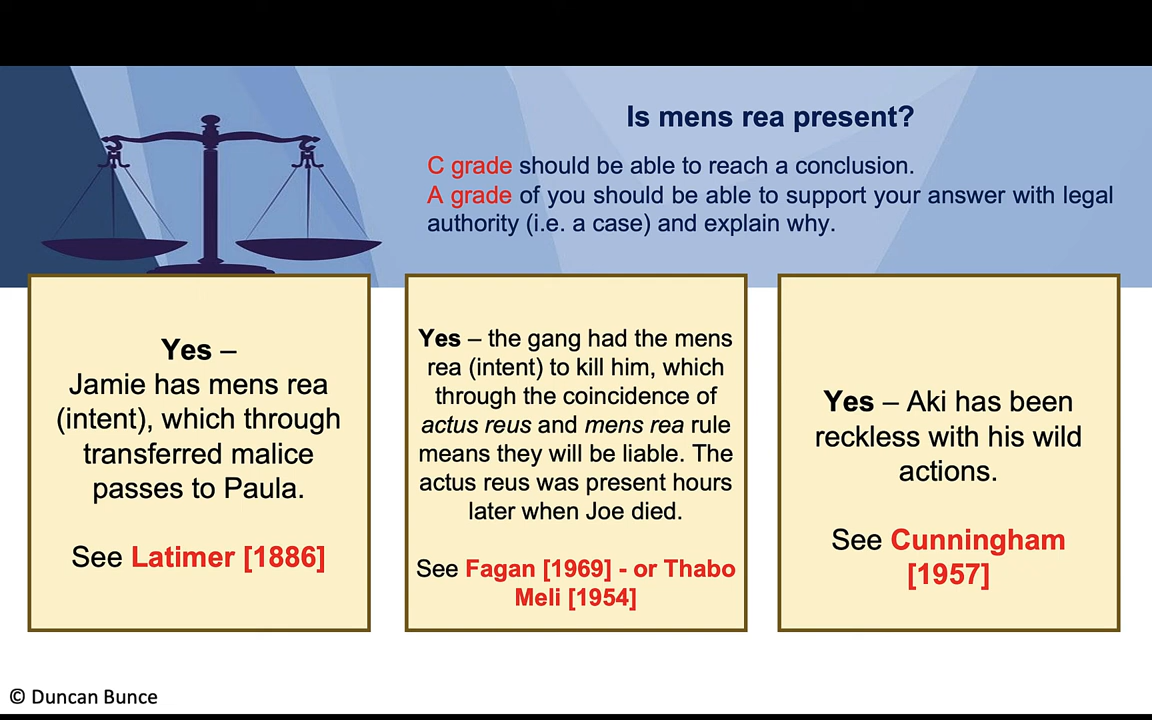 Is mens rea present?
C grade should be able to reach a conclusion.
A grade of you should be able to support your answer with legal
authority (i.e. a case) and explain why.
Yes –
Jamie has mens rea
(intent), which through
transferred malice
passes to Paula.
See Latimer [1886]
Yes – the gang had the mens
rea (intent) to kill him, which
through the coincidence of
actus reus and mens rea rule
means they will be liable. The
actus reus was present hours
later when Joe died.
See Fagan [1969] - or Thabo
Meli [1954]
Yes – Aki has been
reckless with his wild
actions.
See Cunningham
[1957]
© Duncan Bunce